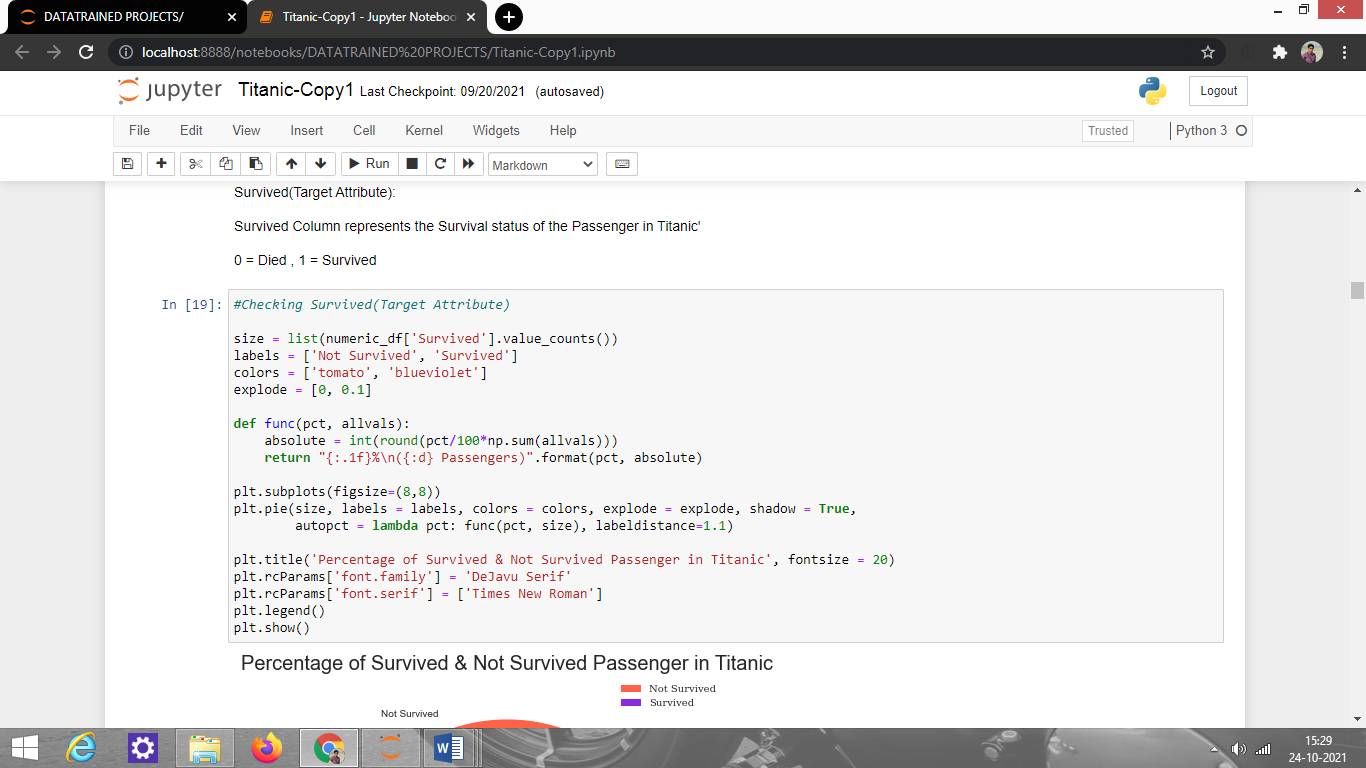 DATATRAINED PROJECTS/
Titanic-Copy1 - Jupyter Noteboo
localhost:8888/notebooks/DATATRAINED%20PROJECTS/Titanic-Copy1.ipynb
jupyter Titanic-Copy1 Last Checkpoint: 09/20/2021 (autosaved)
Logout
File Edit View Insert Cell Kernel Widgets Help
Trusted
Python 3
Run
Markdown
Survived(Target Attribute):
Survived Column represents the Survival status of the Passenger in Titanic'
0 = Died , 1 = Survived
In [19]:
#Checking Survived(Target Attribute)
size = list(numeric_df['Survived'].value_counts())
labels = ['Not Survived', 'Survived']
colors = ['tomato', 'blueviolet']
explode = [0, 0.1]
def func(pct, allvals):
    absolute = int(round(pct/100*np.sum(allvals)))
    return "{:.1f}%\n({:d} Passengers)".format(pct, absolute)
plt.subplots(figsize=(8,8))
plt.pie(size, labels = labels, colors = colors, explode = explode, shadow = True,
        autopct = lambda pct: func(pct, size), labeldistance=1.1)
plt.title('Percentage of Survived & Not Survived Passenger in Titanic', fontsize = 20)
plt.rcParams['font.family'] = 'DeJavu Serif'
plt.rcParams['font.serif'] = ['Times New Roman']
plt.legend()
plt.show()
Percentage of Survived & Not Survived Passenger in Titanic
Not Survived
Survived
Not Survived
15:29
24-10-2021